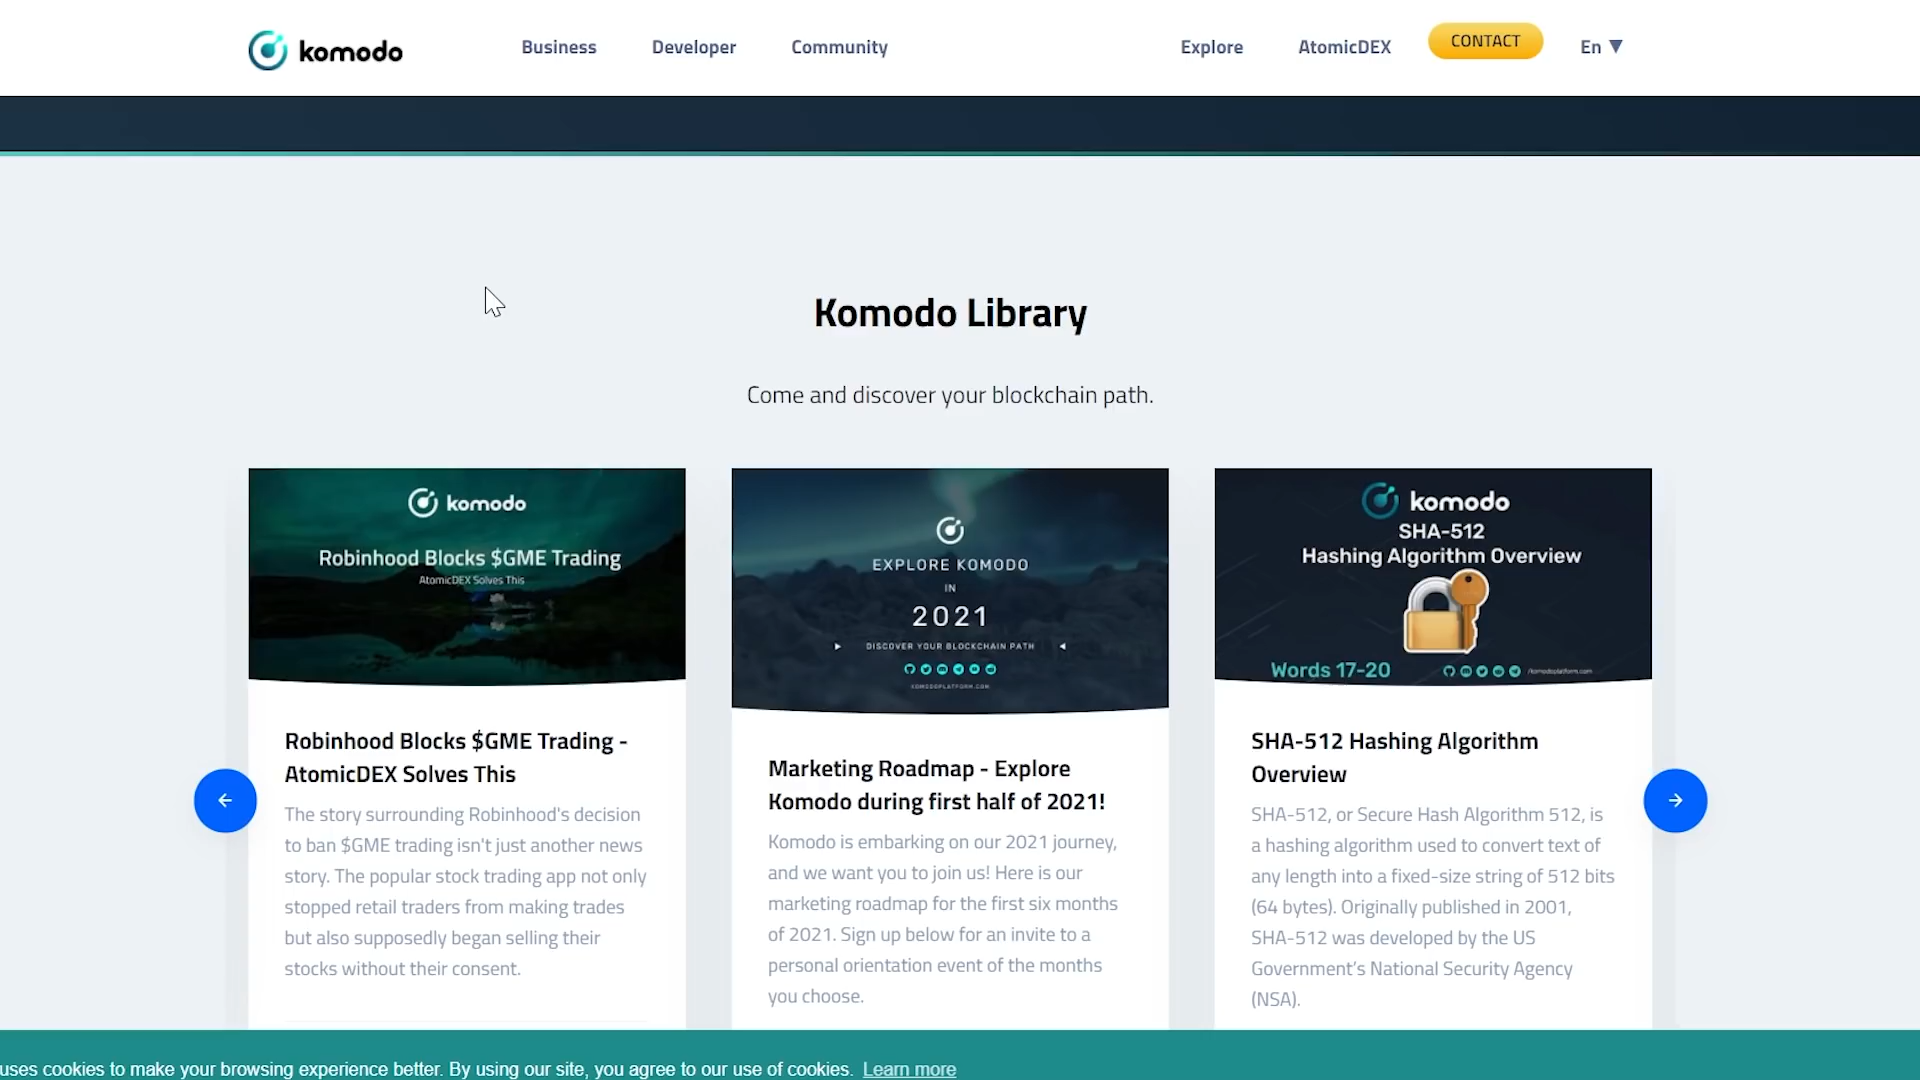 komodo
Business
Developer
Community
Explore
AtomicDEX
CONTACT
En ▼
Komodo Library
Come and discover your blockchain path.
komodo
Robinhood Blocks $GME Trading
AtomicDEX Solves This
Robinhood Blocks $GME Trading -
AtomicDEX Solves This
The story surrounding Robinhood's decision
to ban $GME trading isn't just another news
story. The popular stock trading app not only
stopped retail traders from making trades
but also supposedly began selling their
stocks without their consent.
EXPLORE KOMODO
IN
2021
DISCOVER YOUR BLOCKCHAIN PATH
KOMODOPLATFORM.COM
Marketing Roadmap - Explore
Komodo during first half of 2021!
Komodo is embarking on our 2021 journey,
and we want you to join us! Here is our
marketing roadmap for the first six months
of 2021. Sign up below for an invite to a
personal orientation event of the months
you choose.
komodo
SHA-512
Hashing Algorithm Overview
Words 17-20
/komodoplatform.com
SHA-512 Hashing Algorithm
Overview
SHA-512, or Secure Hash Algorithm 512, is
a hashing algorithm used to convert text of
any length into a fixed-size string of 512 bits
(64 bytes). Originally published in 2001,
SHA-512 was developed by the US
Government’s National Security Agency
(NSA).
uses cookies to make your browsing experience better. By using our site, you agree to our use of cookies. Learn more